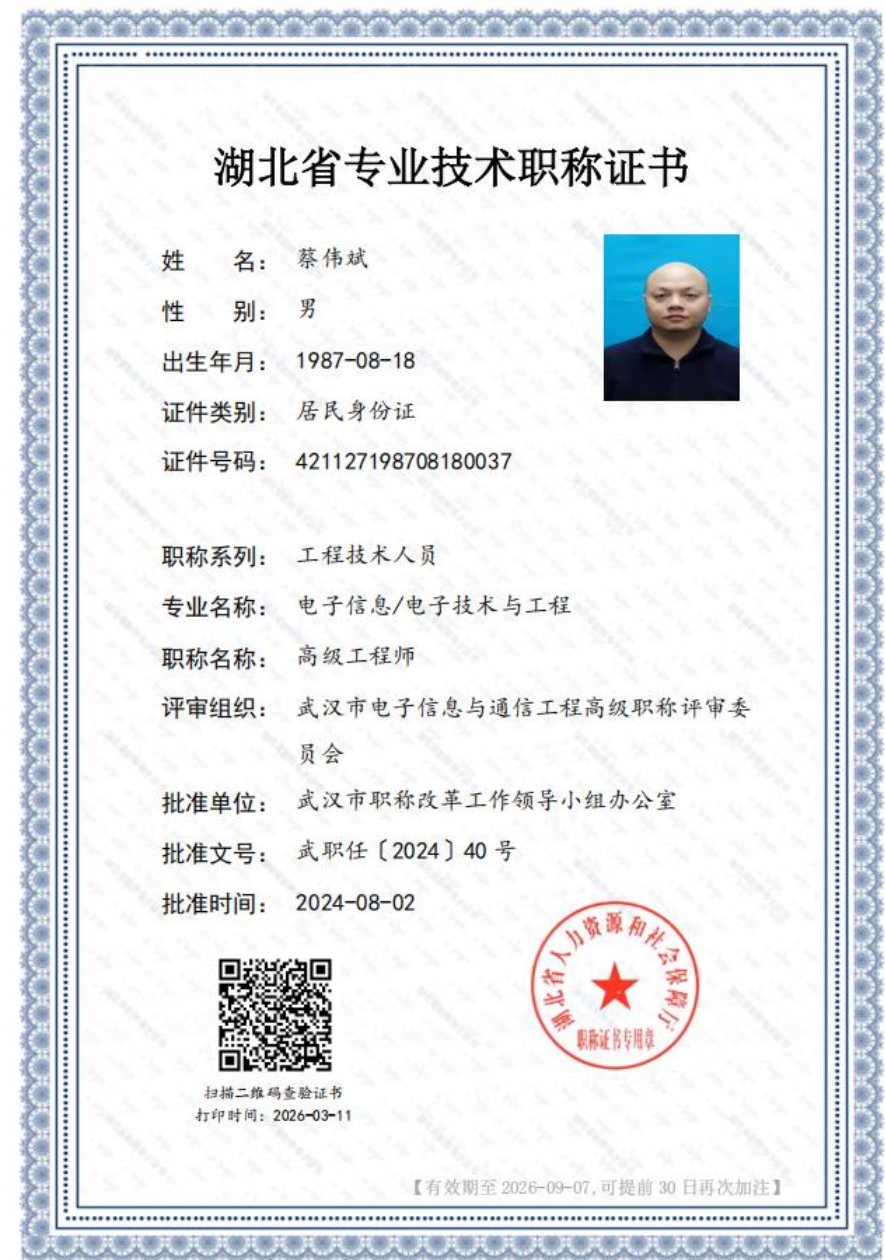 湖北省专业技术职称证书
姓 名： 蔡伟斌
性 别： 男
出生年月： 1987-08-18
证件类别： 居民身份证
证件号码： 421127198708180037
职称系列： 工程技术人员
专业名称： 电子信息/电子技术与工程
职称名称： 高级工程师
评审组织： 武汉市电子信息与通信工程高级职称评审委
员会
批准单位： 武汉市职称改革工作领导小组办公室
批准文号： 武职任〔2024〕40 号
批准时间： 2024-08-02
湖北省人力资源和社会保障厅
职称证书专用章
扫描二维码查验证书
打印时间：2026-03-11
【有效期至 2026-09-07,可提前 30 日再次加注】